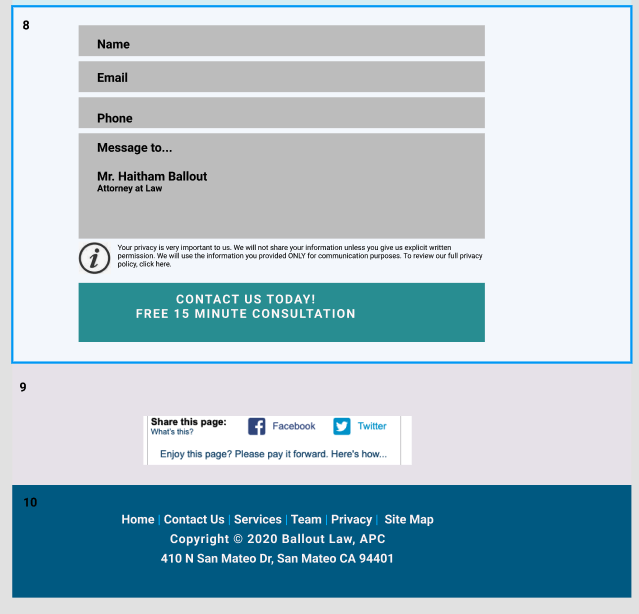 8
Name
Email
Phone
Message to...
Mr. Haitham Ballout
Attorney at Law
Your privacy is very important to us. We will not share your information unless you give us explicit written
permission. We will use the information you provided ONLY for communication purposes. To review our full privacy
policy, click here.
CONTACT US TODAY!
FREE 15 MINUTE CONSULTATION
9
Share this page:
What's this?
Facebook
Twitter
Enjoy this page? Please pay it forward. Here's how...
10
Home | Contact Us | Services | Team | Privacy | Site Map
Copyright © 2020 Ballout Law, APC
410 N San Mateo Dr, San Mateo CA 94401